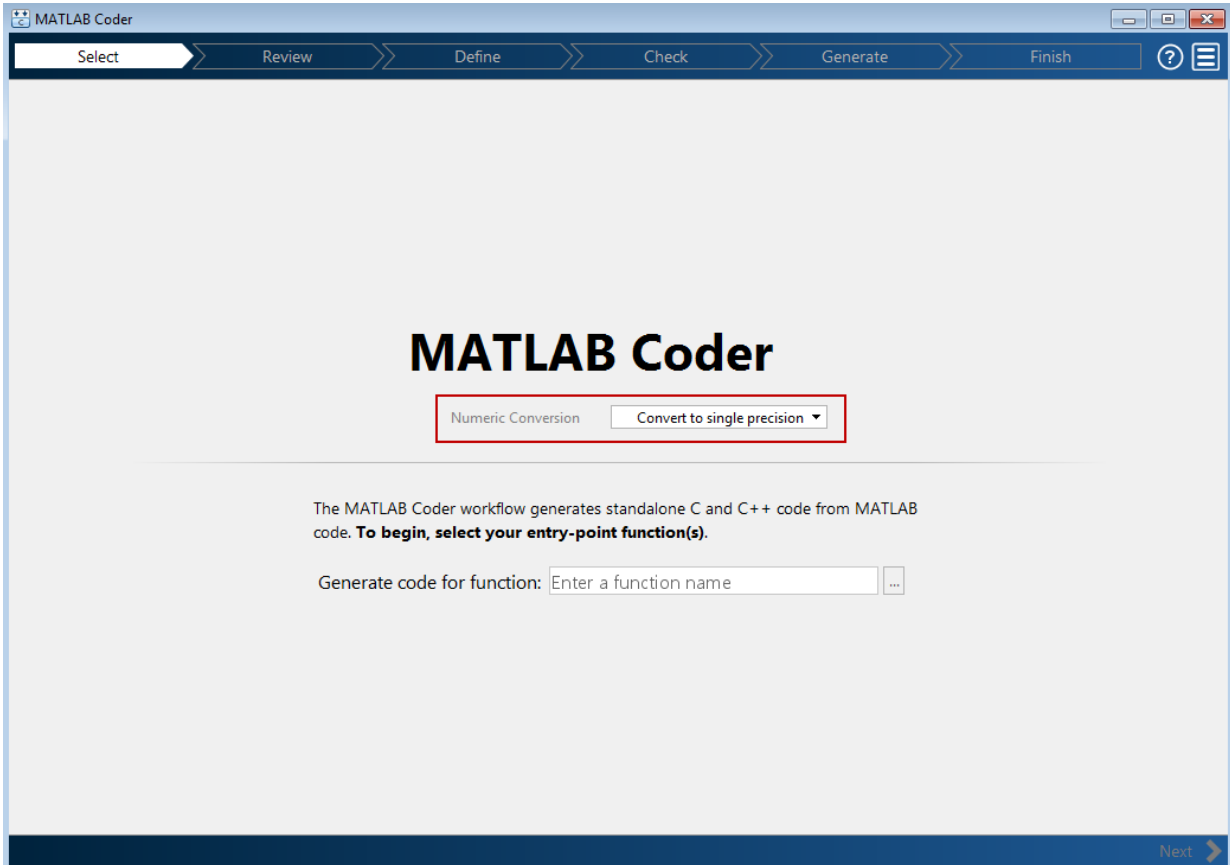 MATLAB Coder
Select Review Define Check Generate Finish
MATLAB Coder
Numeric Conversion Convert to single precision
The MATLAB Coder workflow generates standalone C and C++ code from MATLAB
code. To begin, select your entry-point function(s).
Generate code for function: Enter a function name ...
Next